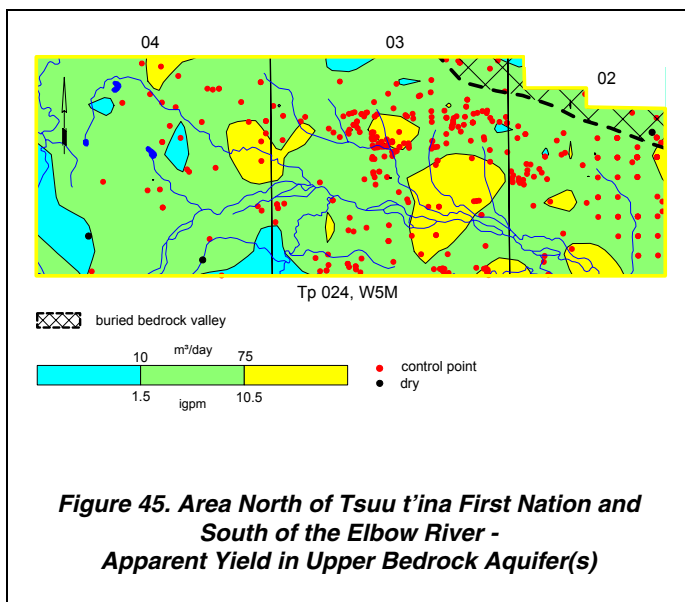 04 03
02
Tp 024, W5M
buried bedrock valley
10 m³/day 75
1.5 igpm 10.5
control point
dry
Figure 45. Area North of Tsuu t'ina First Nation and
South of the Elbow River -
Apparent Yield in Upper Bedrock Aquifer(s)